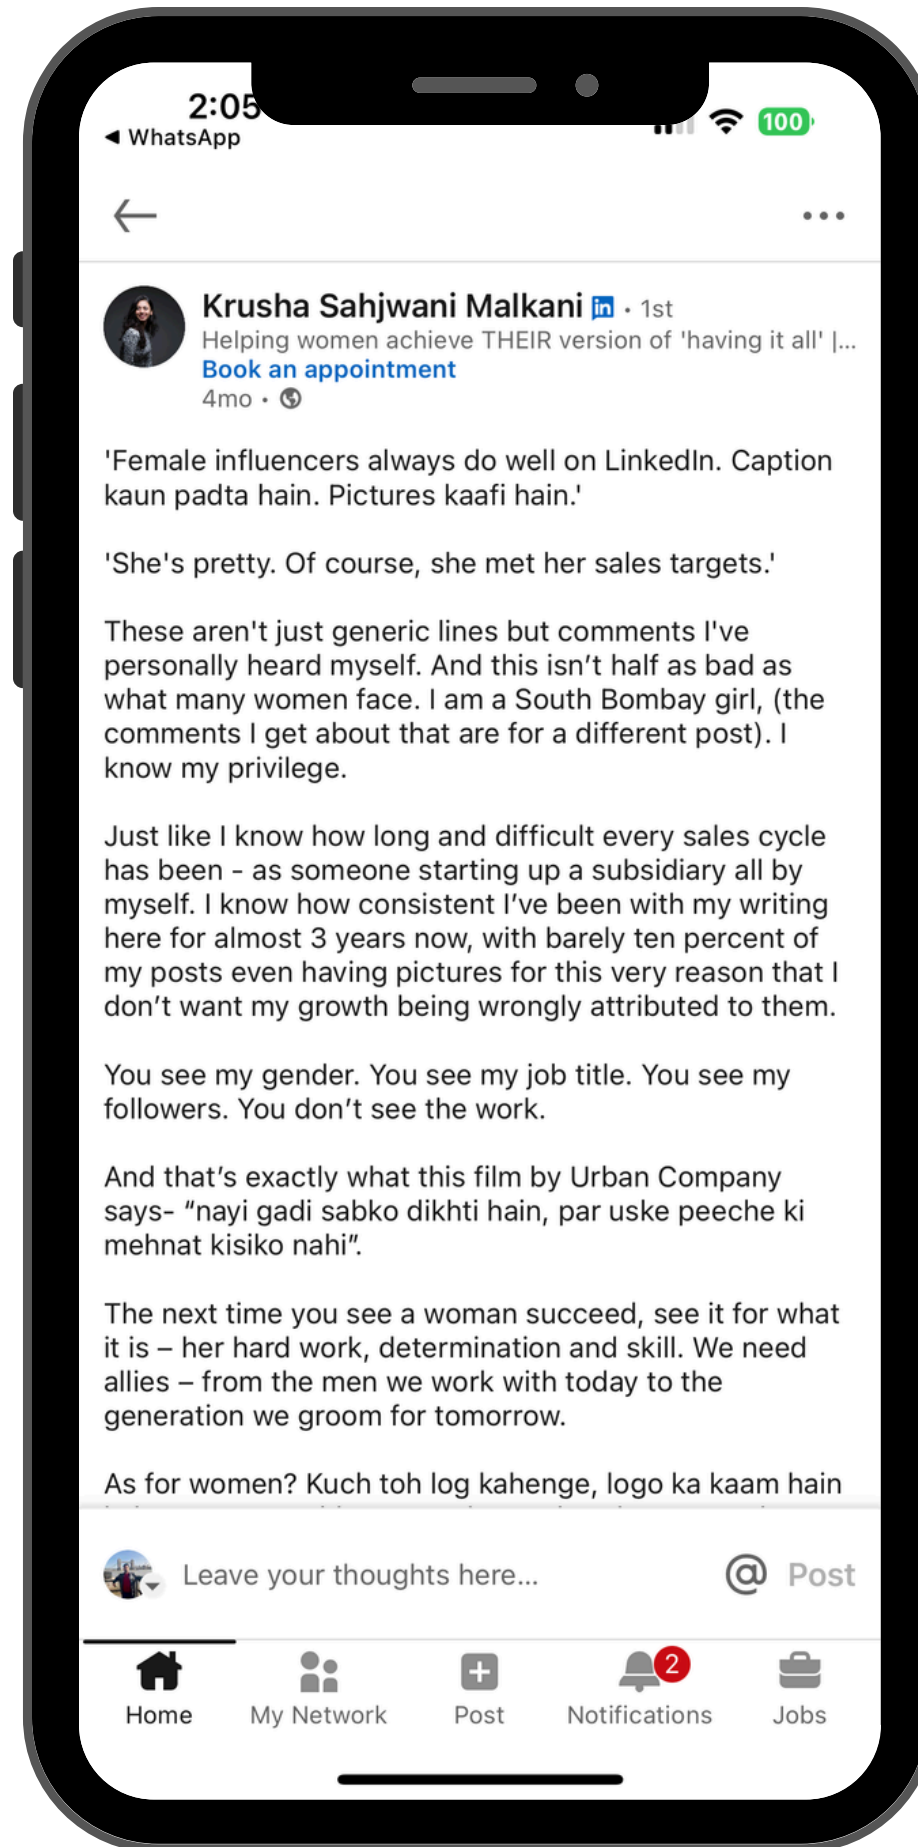 2:05
◀ WhatsApp
100
Krusha Sahjwani Malkani in • 1st
Helping women achieve THEIR version of 'having it all' |...
Book an appointment
4mo •
'Female influencers always do well on LinkedIn. Caption
kaun padta hain. Pictures kaafi hain.'
'She's pretty. Of course, she met her sales targets.'
These aren't just generic lines but comments I've
personally heard myself. And this isn’t half as bad as
what many women face. I am a South Bombay girl, (the
comments I get about that are for a different post). I
know my privilege.
Just like I know how long and difficult every sales cycle
has been - as someone starting up a subsidiary all by
myself. I know how consistent I’ve been with my writing
here for almost 3 years now, with barely ten percent of
my posts even having pictures for this very reason that I
don’t want my growth being wrongly attributed to them.
You see my gender. You see my job title. You see my
followers. You don’t see the work.
And that’s exactly what this film by Urban Company
says- “nayi gadi sabko dikhti hain, par uske peeche ki
mehnat kisiko nahi”.
The next time you see a woman succeed, see it for what
it is – her hard work, determination and skill. We need
allies – from the men we work with today to the
generation we groom for tomorrow.
As for women? Kuch toh log kahenge, logo ka kaam hain
Leave your thoughts here...
@ Post
2
Home My Network Post Notifications Jobs